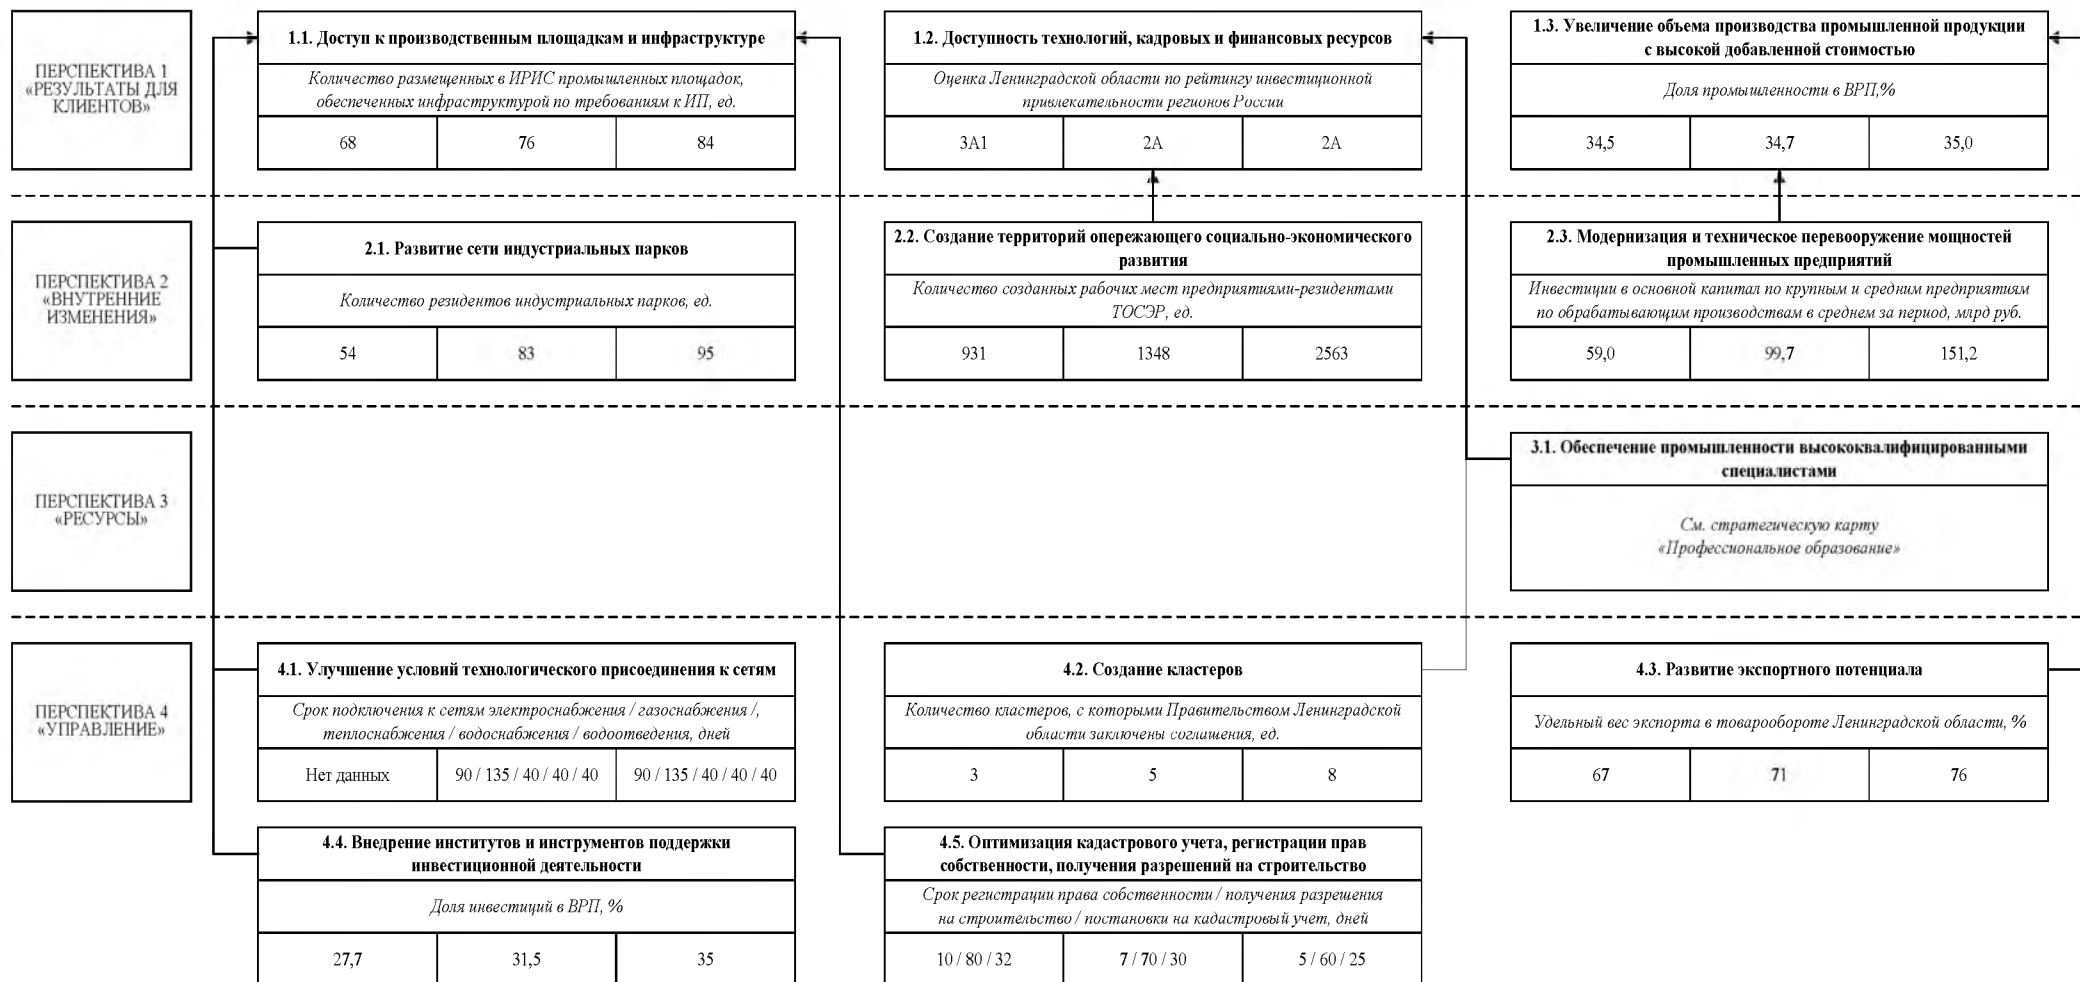 ПЕРСПЕКТИВА 1
«РЕЗУЛЬТАТЫ ДЛЯ
КЛИЕНТОВ»
1.1. Доступ к производственным площадкам и инфраструктуре
Количество размещенных в ИРИС промышленных площадок,
обеспеченных инфраструктурой по требованиям к ИП, ед.
68
76
84
1.2. Доступность технологий, кадровых и финансовых ресурсов
Оценка Ленинградской области по рейтингу инвестиционной
привлекательности регионов России
3А1
2А
2А
1.3. Увеличение объема производства промышленной продукции
с высокой добавленной стоимостью
Доля промышленности в ВРП,%
34,5
34,7
35,0
ПЕРСПЕКТИВА 2
«ВНУТРЕННИЕ
ИЗМЕНЕНИЯ»
2.1. Развитие сети индустриальных парков
Количество резидентов индустриальных парков, ед.
54
83
95
2.2. Создание территорий опережающего социально-экономического
развития
Количество созданных рабочих мест предприятиями-резидентами
ТОСЭР, ед.
931
1348
2563
2.3. Модернизация и техническое перевооружение мощностей
промышленных предприятий
Инвестиции в основной капитал по крупным и средним предприятиям
по обрабатывающим производствам в среднем за период, млрд руб.
59,0
99,7
151,2
ПЕРСПЕКТИВА 3
«РЕСУРСЫ»
3.1. Обеспечение промышленности высококвалифицированными
специалистами
См. стратегическую карту
«Профессиональное образование»
ПЕРСПЕКТИВА 4
«УПРАВЛЕНИЕ»
4.1. Улучшение условий технологического присоединения к сетям
Срок подключения к сетям электроснабжения / газоснабжения /,
теплоснабжения / водоснабжения / водоотведения, дней
Нет данных
90 / 135 / 40 / 40 / 40
90 / 135 / 40 / 40 / 40
4.2. Создание кластеров
Количество кластеров, с которыми Правительством Ленинградской
области заключены соглашения, ед.
3
5
8
4.3. Развитие экспортного потенциала
Удельный вес экспорта в товарообороте Ленинградской области, %
67
71
76
4.4. Внедрение институтов и инструментов поддержки
инвестиционной деятельности
Доля инвестиций в ВРП, %
27,7
31,5
35
4.5. Оптимизация кадастрового учета, регистрации прав
собственности, получения разрешений на строительство
Срок регистрации права собственности / получения разрешения
на строительство / постановки на кадастровый учет, дней
10 / 80 / 32
7 / 70 / 30
5 / 60 / 25